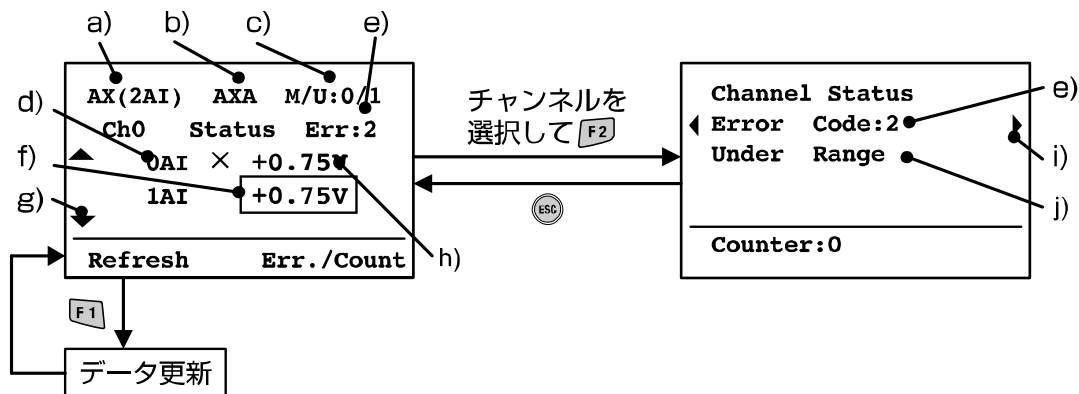 a) b) c) e)
AX(2AI) AXA M/U:0/1
d)
Ch0 Status Err:2
0AI × +0.75V
f)
1AI +0.75V
g)
Refresh Err./Count
h)
F1
データ更新
チャンネルを
選択して F2
ESC
Channel Status
e)
Error Code:2
Under Range
i)
j)
Counter:0